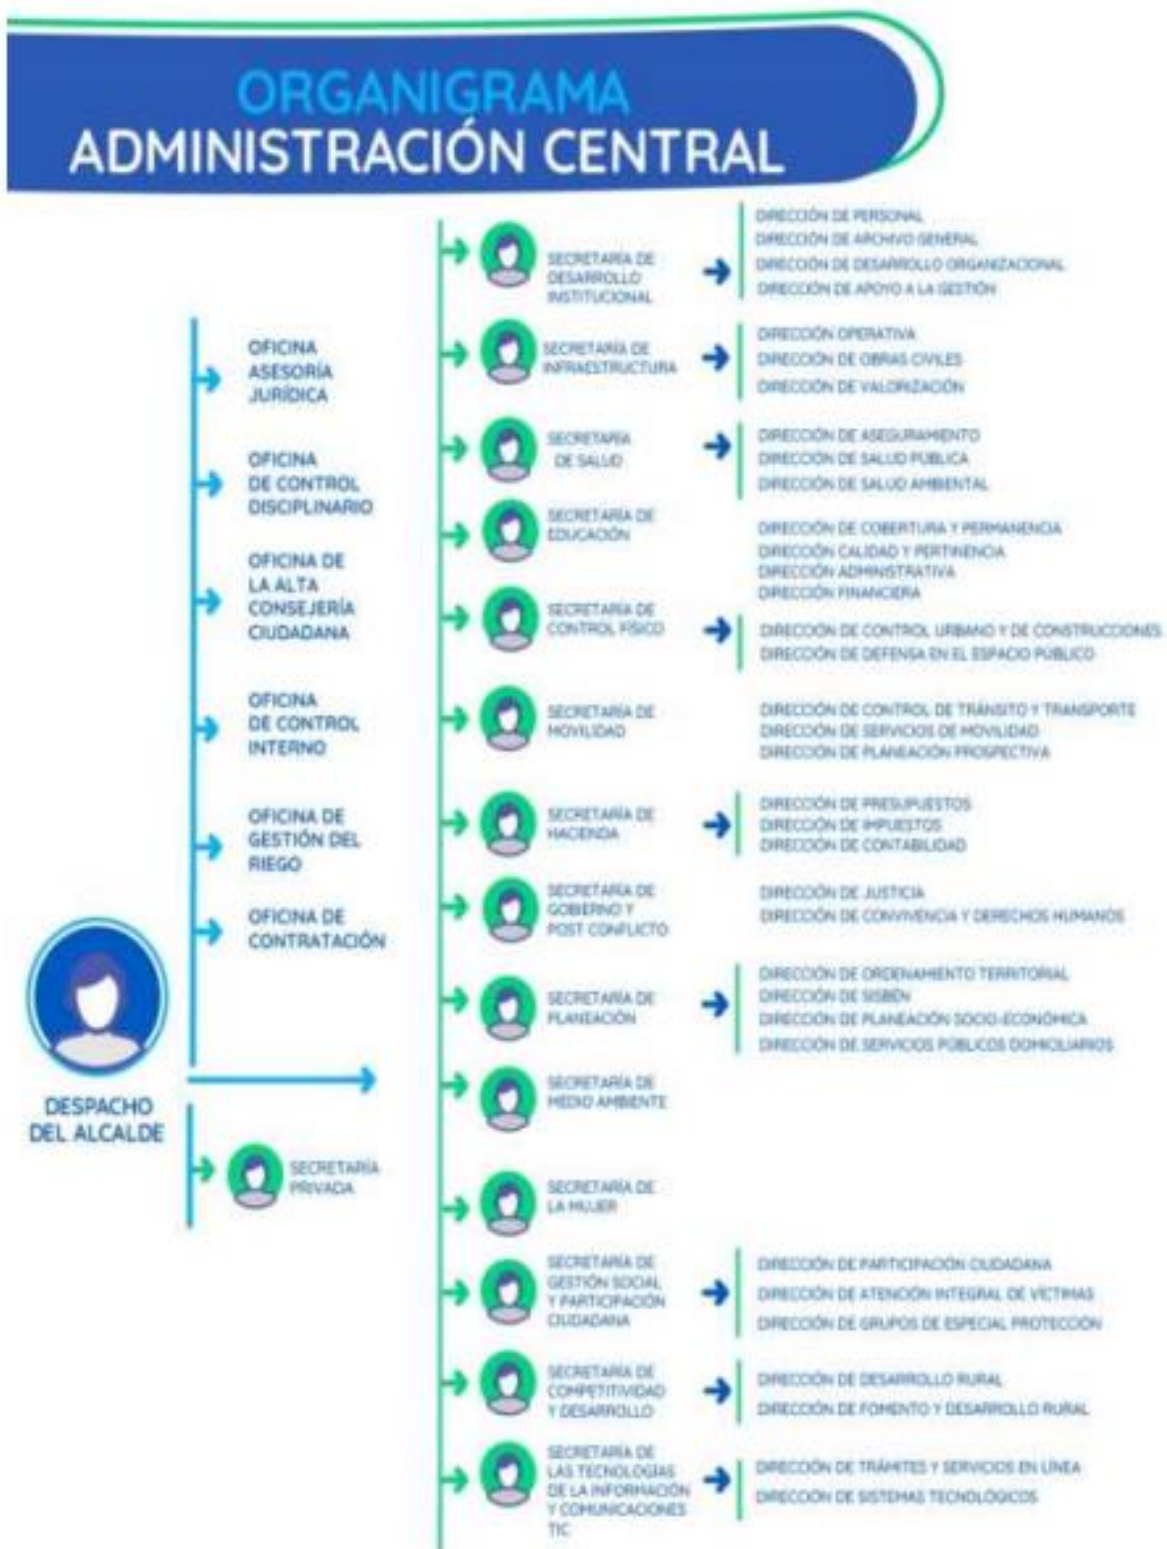 ORGANIGRAMA
ADMINISTRACIÓN CENTRAL
OFICINA
ASESORÍA
JURÍDICA
OFICINA
DE CONTROL
DISCIPLINARIO
OFICINA DE
LA ALTA
CONSEJERÍA
CIUDADANA
OFICINA
DE CONTROL
INTERNO
OFICINA DE
GESTIÓN DEL
RIEGO
OFICINA DE
CONTRATACIÓN
DESPACHO
DEL ALCALDE
SECRETARÍA
PRIVADA
SECRETARÍA DE
DESARROLLO
INSTITUCIONAL
DIRECCIÓN DE PERSONAL
DIRECCIÓN DE ARCHIVO GENERAL
DIRECCIÓN DE DESARROLLO ORGANIZACIONAL
DIRECCIÓN DE APOYO A LA GESTIÓN
SECRETARÍA DE
INFRAESTRUCTURA
DIRECCIÓN OPERATIVA
DIRECCIÓN DE OBRAS CIVILES
DIRECCIÓN DE VALORIZACIÓN
SECRETARÍA
DE SALUD
DIRECCIÓN DE ASEGURAMIENTO
DIRECCIÓN DE SALUD PÚBLICA
DIRECCIÓN DE SALUD AMBIENTAL
SECRETARÍA DE
EDUCACIÓN
DIRECCIÓN DE COBERTURA Y PERMANENCIA
DIRECCIÓN CALIDAD Y PERTINENCIA
DIRECCIÓN ADMINISTRATIVA
DIRECCIÓN FINANCIERA
SECRETARÍA DE
CONTROL FÍSICO
DIRECCIÓN DE CONTROL URBANO Y DE CONSTRUCCIONES
DIRECCIÓN DE DEFENSA EN EL ESPACIO PÚBLICO
SECRETARÍA DE
MOVILIDAD
DIRECCIÓN DE CONTROL DE TRÁNSITO Y TRANSPORTE
DIRECCIÓN DE SERVICIOS DE MOVILIDAD
DIRECCIÓN DE PLANEACIÓN PROSPECTIVA
SECRETARÍA DE
HACIENDA
DIRECCIÓN DE PRESUPUESTOS
DIRECCIÓN DE IMPUESTOS
DIRECCIÓN DE CONTABILIDAD
SECRETARÍA DE
GOBIERNO Y
POST CONFLICTO
DIRECCIÓN DE JUSTICIA
DIRECCIÓN DE CONVIVENCIA Y DERECHOS HUMANOS
SECRETARÍA DE
PLANEACIÓN
DIRECCIÓN DE ORDENAMIENTO TERRITORIAL
DIRECCIÓN DE SISBÉN
DIRECCIÓN DE PLANEACIÓN SOCIO-ECONÓMICA
DIRECCIÓN DE SERVICIOS PÚBLICOS DOMICILIARIOS
SECRETARÍA DE
MEDIO AMBIENTE
SECRETARÍA DE
LA MUJER
SECRETARÍA DE
GESTIÓN SOCIAL
Y PARTICIPACIÓN
CIUDADANA
DIRECCIÓN DE PARTICIPACIÓN CIUDADANA
DIRECCIÓN DE ATENCIÓN INTEGRAL DE VÍCTIMAS
DIRECCIÓN DE GRUPOS DE ESPECIAL PROTECCIÓN
SECRETARÍA DE
COMPETITIVIDAD
Y DESARROLLO
DIRECCIÓN DE DESARROLLO RURAL
DIRECCIÓN DE FOMENTO Y DESARROLLO RURAL
SECRETARÍA DE
LAS TECNOLOGÍAS
DE LA INFORMACIÓN
Y COMUNICACIONES
TIC
DIRECCIÓN DE TRÁMITES Y SERVICIOS EN LÍNEA
DIRECCIÓN DE SISTEMAS TECNOLÓGICOS